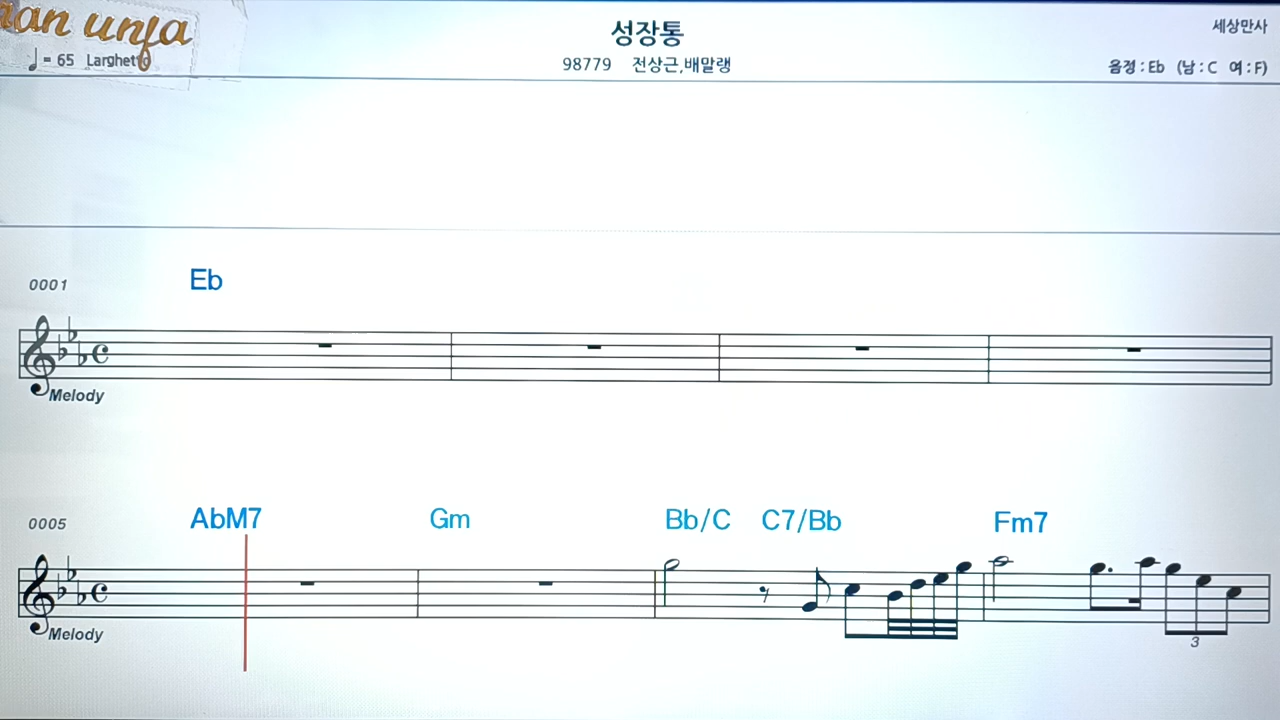 성장통
세상만사
= 65 Larghetto
98779 전상근,배말랭
음정 : Eb (남 : C 여 : F)
0001
Eb
Melody
0005
AbM7 Gm Bb/C C7/Bb Fm7
Melody
3